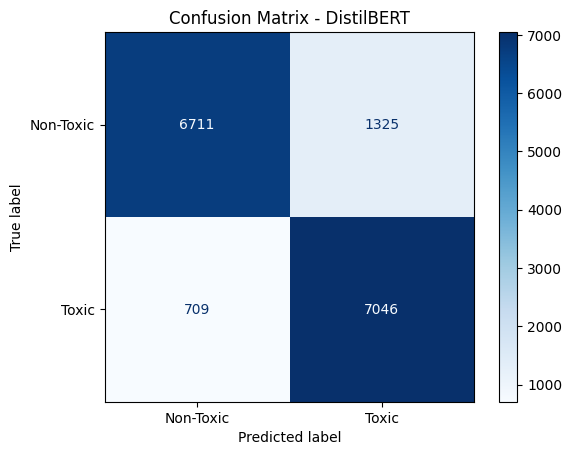 Confusion Matrix - DistilBERT
True label
Non-Toxic
Toxic
6711
1325
709
7046
Non-Toxic
Toxic
Predicted label
7000
6000
5000
4000
3000
2000
1000